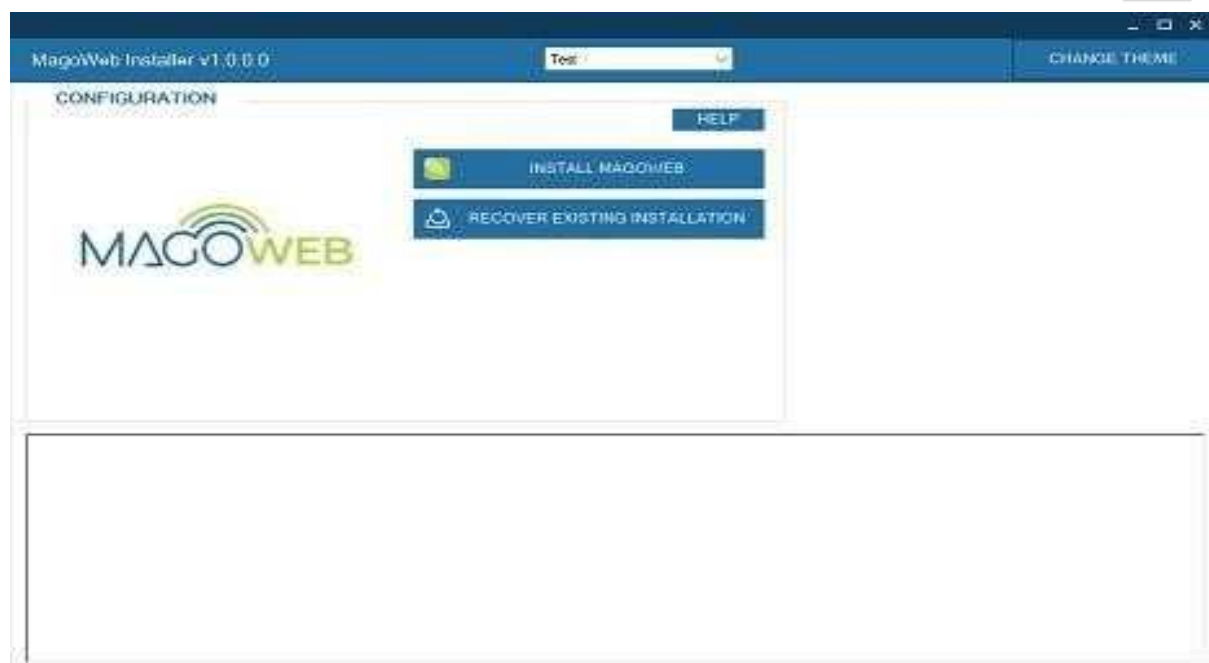 MagoWeb Installer v1.0.0.0
Test
CHANGE THEME
CONFIGURATION
HELP
INSTALL MAGOWEB
RECOVER EXISTING INSTALLATION
MAGOWEB